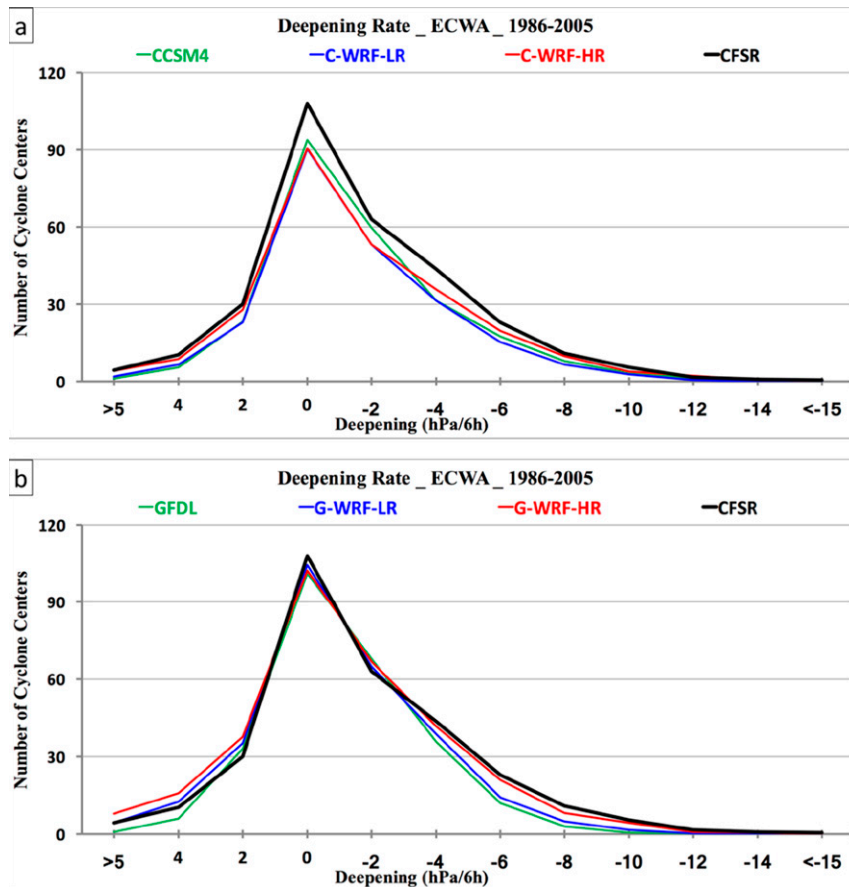 a
Deepening Rate _ ECWA _ 1986-2005
CCSM4 C-WRF-LR C-WRF-HR CFSR
Number of Cyclone Centers
120
90
60
30
0
>5 4 2 0 -2 -4 -6 -8 -10 -12 -14 <-15
Deepening (hPa/6h)
b
Deepening Rate _ ECWA _ 1986-2005
GFDL G-WRF-LR G-WRF-HR CFSR
Number of Cyclone Centers
120
90
60
30
0
>5 4 2 0 -2 -4 -6 -8 -10 -12 -14 <-15
Deepening (hPa/6h)